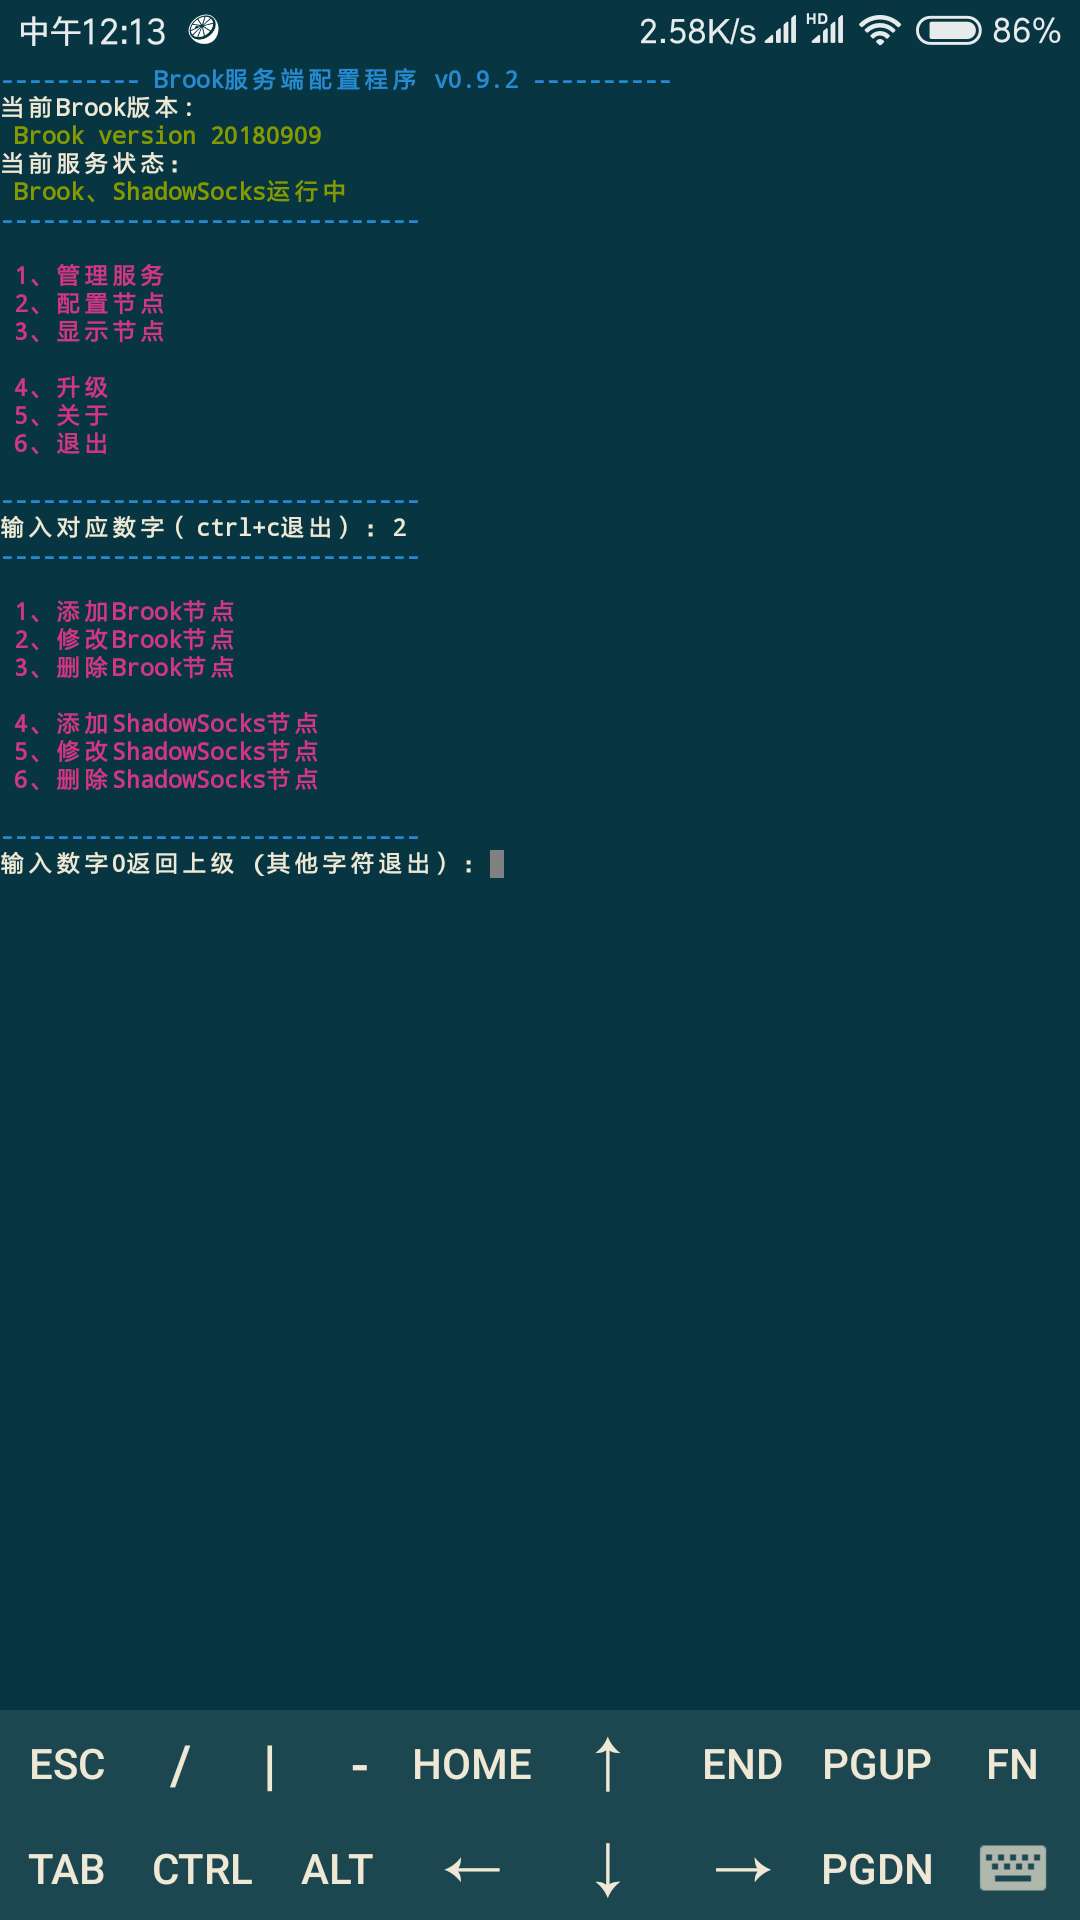 中午12:13 2.58K/s HD 86%
---------- Brook服务端配置程序 v0.9.2 ----------
当前Brook版本:
Brook version 20180909
当前服务状态:
Brook、ShadowSocks运行中
------------------------------
1、管理服务
2、配置节点
3、显示节点
4、升级
5、关于
6、退出
------------------------------
输入对应数字(ctrl+c退出): 2
------------------------------
1、添加Brook节点
2、修改Brook节点
3、删除Brook节点
4、添加ShadowSocks节点
5、修改ShadowSocks节点
6、删除ShadowSocks节点
------------------------------
输入数字0返回上级 (其他字符退出):
ESC / | - HOME ↑ END PGUP FN
TAB CTRL ALT ← ↓ → PGDN